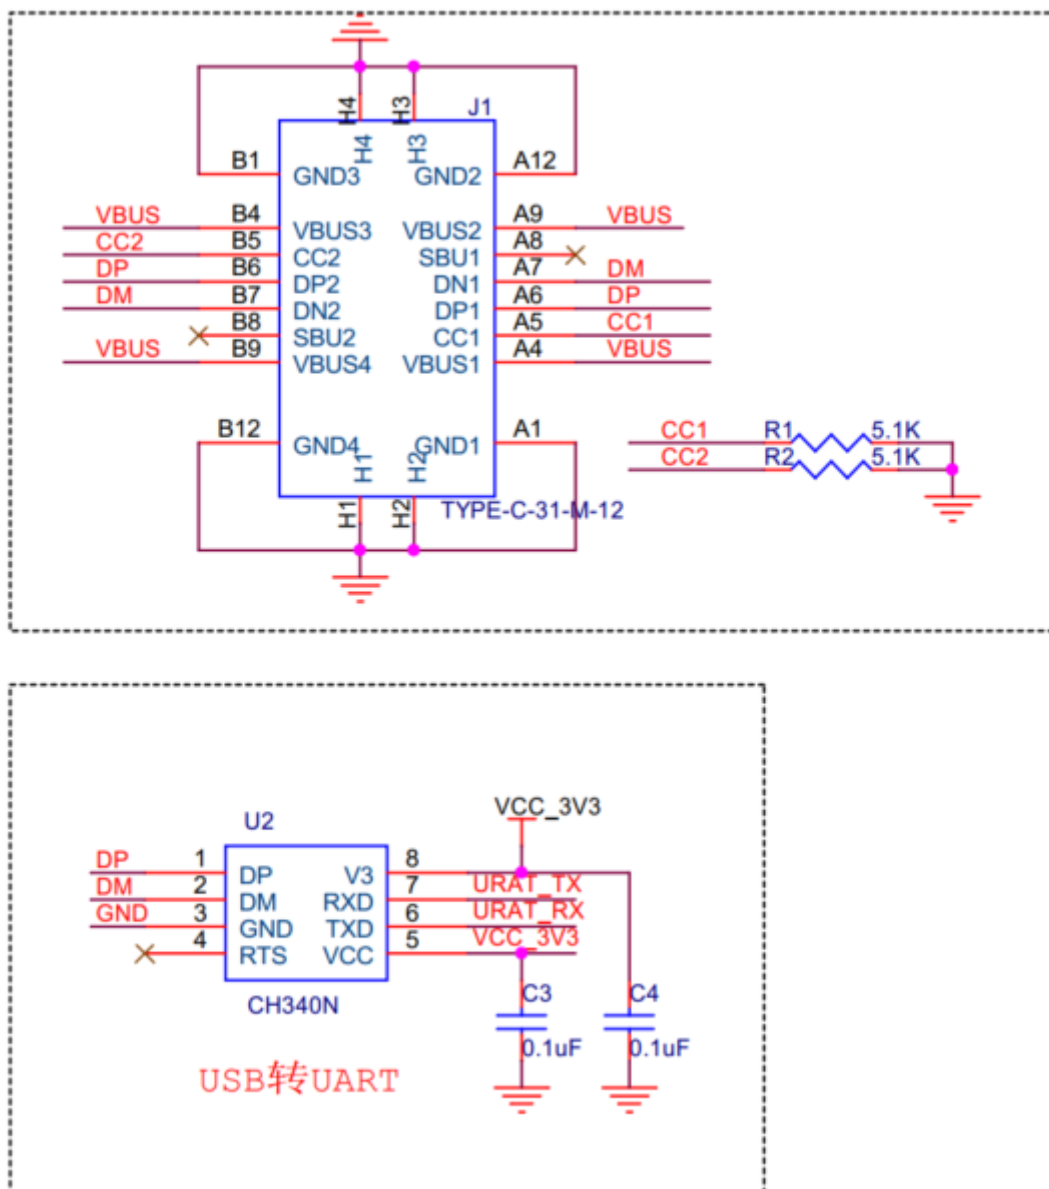 H4 H3 J1
H4 H3
B1 GND3 GND2 A12
VBUS B4 VBUS3 VBUS2 A9 VBUS
CC2 B5 CC2 SBU1 A8
DP B6 DP2 DN1 A7 DM
DM B7 DN2 DP1 A6 DP
B8 SBU2 CC1 A5 CC1
VBUS B9 VBUS4 VBUS1 A4 VBUS
B12 GND4 GND1 A1
H1 H2
H1 H2 TYPE-C-31-M-12
CC1 R1 5.1K
CC2 R2 5.1K
VCC_3V3
U2
DP 1 DP V3 8
DM 2 DM RXD 7 URAT_TX
GND 3 GND TXD 6 URAT_RX
4 RTS VCC 5 VCC_3V3
CH340N
C3 C4
0.1uF 0.1uF
USB转UART